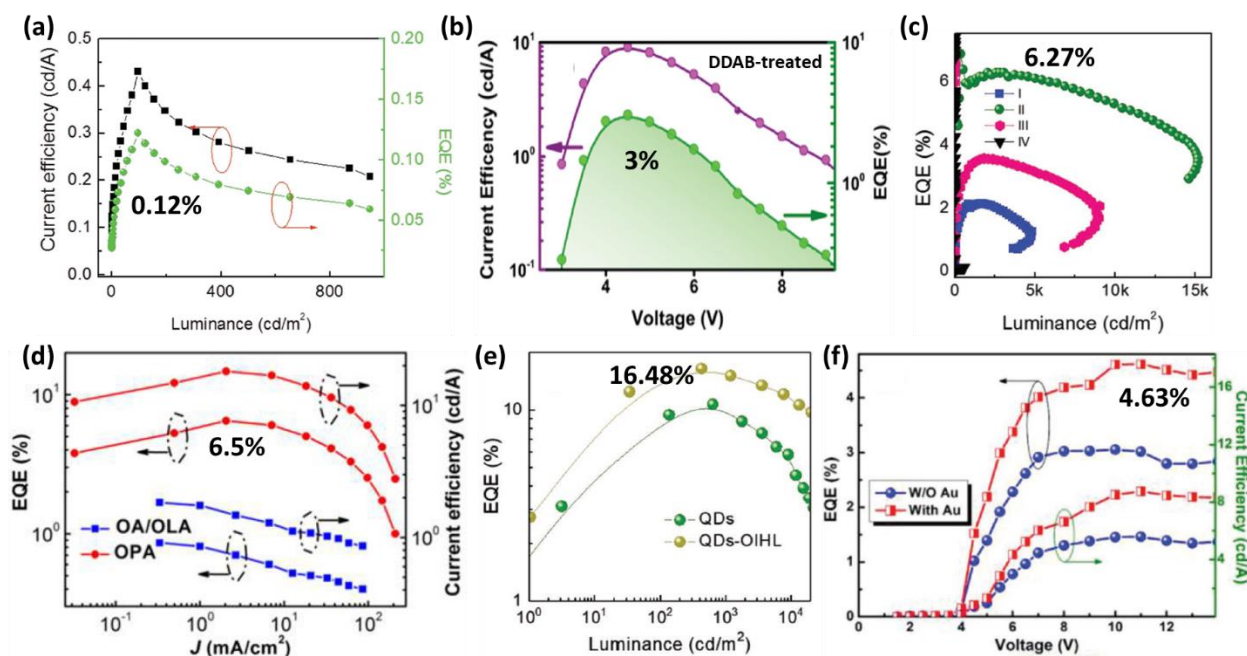 (a)
Current efficiency (cd/A)
0.5
0.4
0.3
0.2
0.1
0.0
0.12%
0.20
0.15
0.10
0.05
EQE (%)
0 400 800
Luminance (cd/m²)
(b)
Current Efficiency (cd/A)
10¹
10⁰
10⁻¹
DDAB-treated
3%
10¹
10⁰
EQE(%)
4 6 8
Voltage (V)
(c)
EQE (%)
6
4
2
0
6.27%
I
II
III
IV
0 5k 10k 15k
Luminance (cd/m²)
(d)
EQE (%)
10¹
10⁰
6.5%
OA/OLA
OPA
10¹
10⁰
Current efficiency (cd/A)
10⁻¹ 10⁰ 10¹ 10²
J (mA/cm²)
(e)
EQE (%)
10
1
16.48%
QDs
QDs-OIHL
10⁰ 10¹ 10² 10³ 10⁴
Luminance (cd/m²)
(f)
EQE (%)
5
4
3
2
1
0
4.63%
W/O Au
With Au
16
12
8
4
0
Current efficiency (cd/A)
2 4 6 8 10 12
Voltage (V)